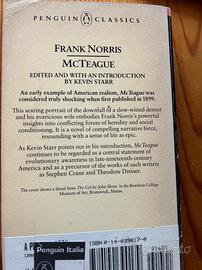 PENGUIN CLASSICS
FRANK NORRIS
MCTEAGUE
EDITED AND WITH AN INTRODUCTION
BY KEVIN STARR
An early example of American realism, McTeague was
considered truly shocking when first published in 1899.
This searing portrait of the downfall of a slow-witted dentist
and his avaricious wife embodies Frank Norris's powerful
insights into conflicting forces of heredity and social
conditioning. It is a novel of compelling narrative force,
resounding with a sense of life as epic.
As Kevin Starr points out in his introduction, McTeague
continues to be regarded as a central statement of
evolutionary awareness in late-nineteenth-century
America and as a precursor of the works of such writers
as Stephen Crane and Theodore Dreiser.
The cover shows a detail from The Cat by John Sloan in the Bowdoin College
Museum of Art, Brunswick, Maine.
Penguin Italia
ISBN 0-14-039017-0